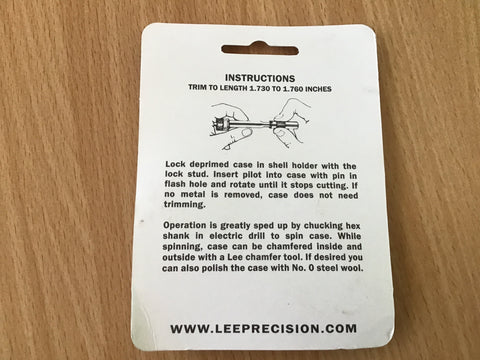 INSTRUCTIONS
TRIM TO LENGTH 1.730 TO 1.760 INCHES
Lock deprimed case in shell holder with the
lock stud. Insert pilot into case with pin in
flash hole and rotate until it stops cutting. If
no metal is removed, case does not need
trimming.
Operation is greatly sped up by chucking hex
shank in electric drill to spin case. While
spinning, case can be chamfered inside and
outside with a Lee chamfer tool. If desired you
can also polish the case with No. 0 steel wool.
WWW.LEEPRECISION.COM